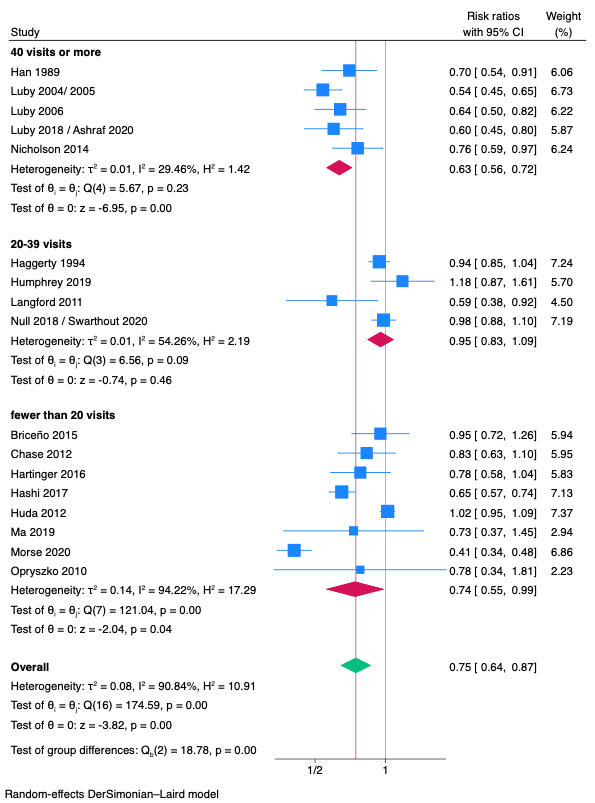 Risk ratios Weight
Study with 95% CI (%)
40 visits or more
Han 1989 0.70 [ 0.54, 0.91] 6.06
Luby 2004/ 2005 0.54 [ 0.45, 0.65] 6.73
Luby 2006 0.64 [ 0.50, 0.82] 6.22
Luby 2018 / Ashraf 2020 0.60 [ 0.45, 0.80] 5.87
Nicholson 2014 0.76 [ 0.59, 0.97] 6.24
Heterogeneity: τ² = 0.01, I² = 29.46%, H² = 1.42 0.63 [ 0.56, 0.72]
Test of θᵢ = θⱼ: Q(4) = 5.67, p = 0.23
Test of θ = 0: z = -6.95, p = 0.00
20-39 visits
Haggerty 1994 0.94 [ 0.85, 1.04] 7.24
Humphrey 2019 1.18 [ 0.87, 1.61] 5.70
Langford 2011 0.59 [ 0.38, 0.92] 4.50
Null 2018 / Swarthout 2020 0.98 [ 0.88, 1.10] 7.19
Heterogeneity: τ² = 0.01, I² = 54.26%, H² = 2.19 0.95 [ 0.83, 1.09]
Test of θᵢ = θⱼ: Q(3) = 6.56, p = 0.09
Test of θ = 0: z = -0.74, p = 0.46
fewer than 20 visits
Briceño 2015 0.95 [ 0.72, 1.26] 5.94
Chase 2012 0.83 [ 0.63, 1.10] 5.95
Hartinger 2016 0.78 [ 0.58, 1.04] 5.83
Hashi 2017 0.65 [ 0.57, 0.74] 7.13
Huda 2012 1.02 [ 0.95, 1.09] 7.37
Ma 2019 0.73 [ 0.37, 1.45] 2.94
Morse 2020 0.41 [ 0.34, 0.48] 6.86
Opryszko 2010 0.78 [ 0.34, 1.81] 2.23
Heterogeneity: τ² = 0.14, I² = 94.22%, H² = 17.29 0.74 [ 0.55, 0.99]
Test of θᵢ = θⱼ: Q(7) = 121.04, p = 0.00
Test of θ = 0: z = -2.04, p = 0.04
Overall 0.75 [ 0.64, 0.87]
Heterogeneity: τ² = 0.08, I² = 90.84%, H² = 10.91
Test of θᵢ = θⱼ: Q(16) = 174.59, p = 0.00
Test of θ = 0: z = -3.82, p = 0.00
Test of group differences: Q_b(2) = 18.78, p = 0.00
1/2 1
Random-effects DerSimonian–Laird model